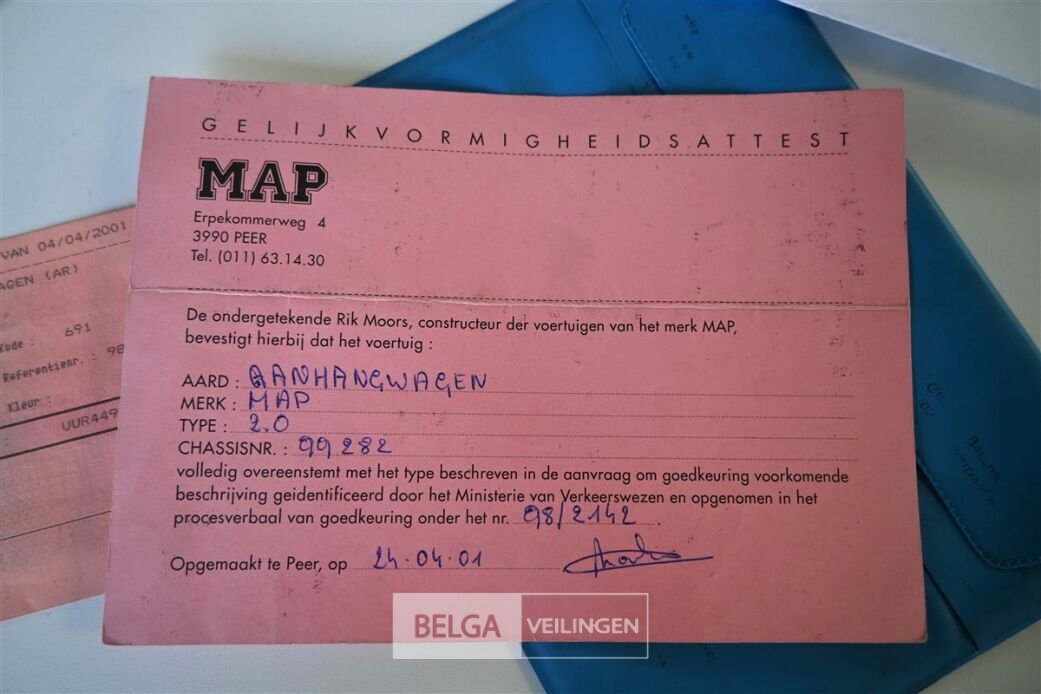 GELIJKVORMIGHEIDSATTEST
MAP
Erpekommerweg 4
3990 PEER
Tel. (011) 63.14.30
De ondergetekende Rik Moors, constructeur der voertuigen van het merk MAP,
bevestigt hierbij dat het voertuig :
AARD : AANHANGWAGEN
MERK : MAP
TYPE : 2.0
CHASSISNR. : 99282
volledig overeenstemt met het type beschreven in de aanvraag om goedkeuring voorkomende
beschrijving geidentificeerd door het Ministerie van Verkeerswezen en opgenomen in het
procesverbaal van goedkeuring onder het nr. 98/2142.
Opgemaakt te Peer, op 24.04.01
VAN 04/04/2001
AGEN (AR)
Kode : 691
Referentienr. : 98
Kleur :
UUR449
BELGA VEILINGEN